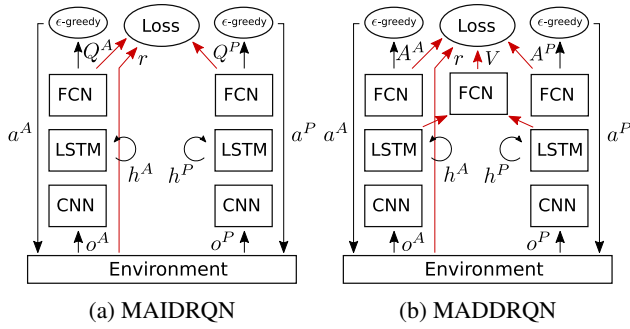 ϵ-greedy Loss ϵ-greedy ϵ-greedy Loss ϵ-greedy
Q^A r Q^P A^A r V A^P
FCN FCN FCN FCN FCN
a^A a^P a^A a^P
LSTM LSTM LSTM LSTM
h^A h^P h^A h^P
CNN CNN CNN CNN
o^A o^P o^A o^P
Environment Environment
(a) MAIDRQN (b) MADDRQN